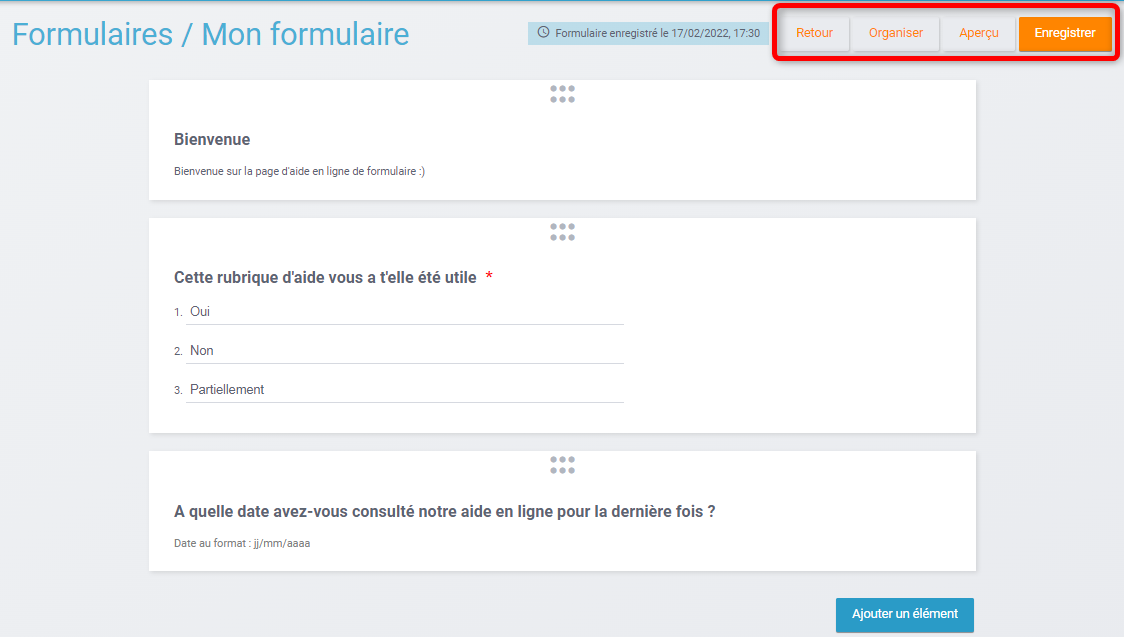 Formulaires / Mon formulaire
Formulaire enregistré le 17/02/2022, 17:30
Retour
Organiser
Aperçu
Enregistrer
Bienvenue
Bienvenue sur la page d'aide en ligne de formulaire :)
Cette rubrique d'aide vous a t'elle été utile *
1. Oui
2. Non
3. Partiellement
A quelle date avez-vous consulté notre aide en ligne pour la dernière fois ?
Date au format : jj/mm/aaaa
Ajouter un élément